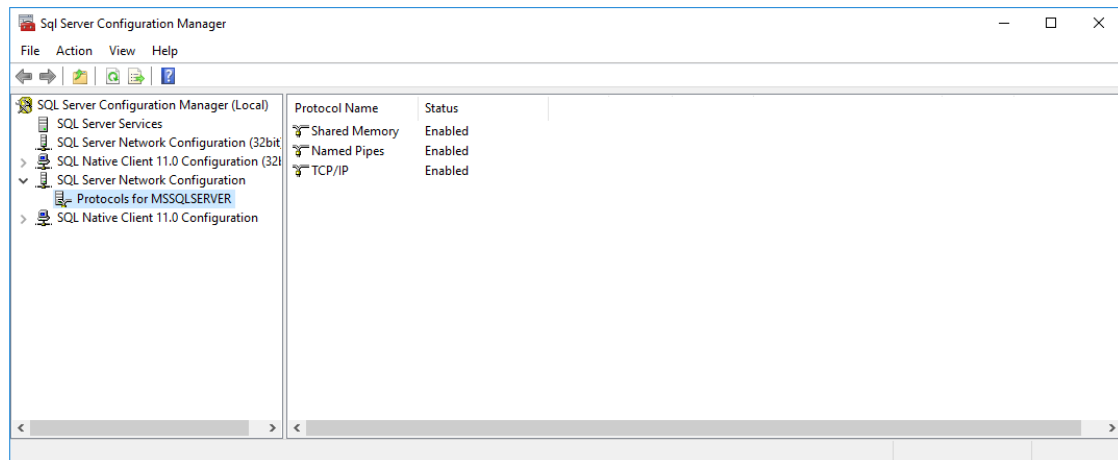 Sql Server Configuration Manager
File Action View Help
SQL Server Configuration Manager (Local)
SQL Server Services
SQL Server Network Configuration (32bit
SQL Native Client 11.0 Configuration (32b
SQL Server Network Configuration
Protocols for MSSQLSERVER
SQL Native Client 11.0 Configuration
Protocol Name Status
Shared Memory Enabled
Named Pipes Enabled
TCP/IP Enabled